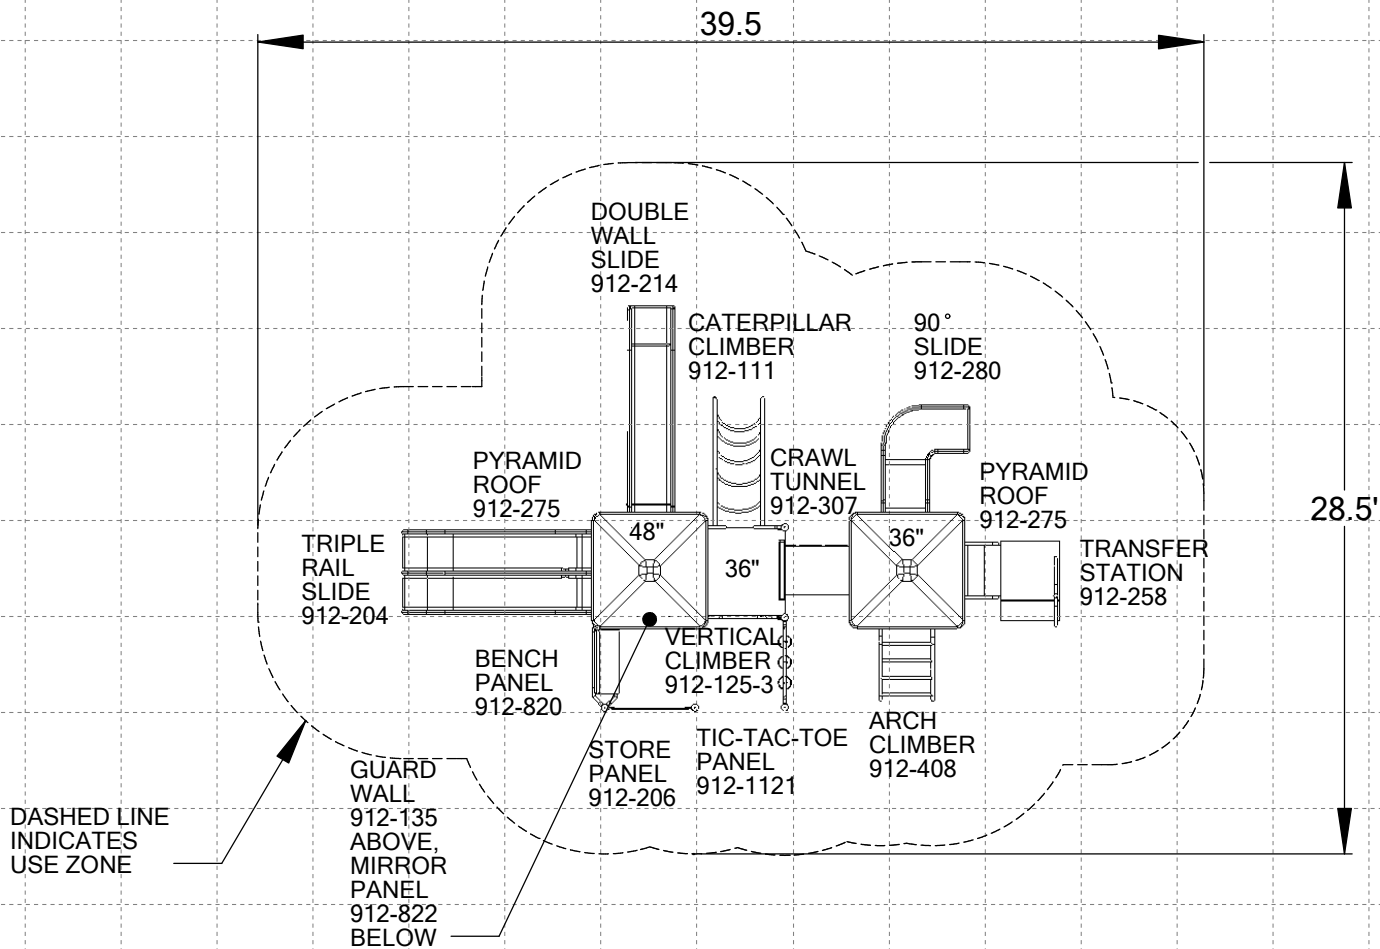 39.5
DOUBLE
WALL
SLIDE
912-214
CATERPILLAR
CLIMBER
912-111
90°
SLIDE
912-280
PYRAMID
ROOF
912-275
CRAWL
TUNNEL
912-307
PYRAMID
ROOF
912-275
28.5'
48"
36"
36"
TRIPLE
RAIL
SLIDE
912-204
TRANSFER
STATION
912-258
BENCH
PANEL
912-820
VERTICAL
CLIMBER
912-125-3
STORE
PANEL
912-206
TIC-TAC-TOE
PANEL
912-1121
ARCH
CLIMBER
912-408
GUARD
WALL
912-135
ABOVE,
MIRROR
PANEL
912-822
BELOW
DASHED LINE
INDICATES
USE ZONE